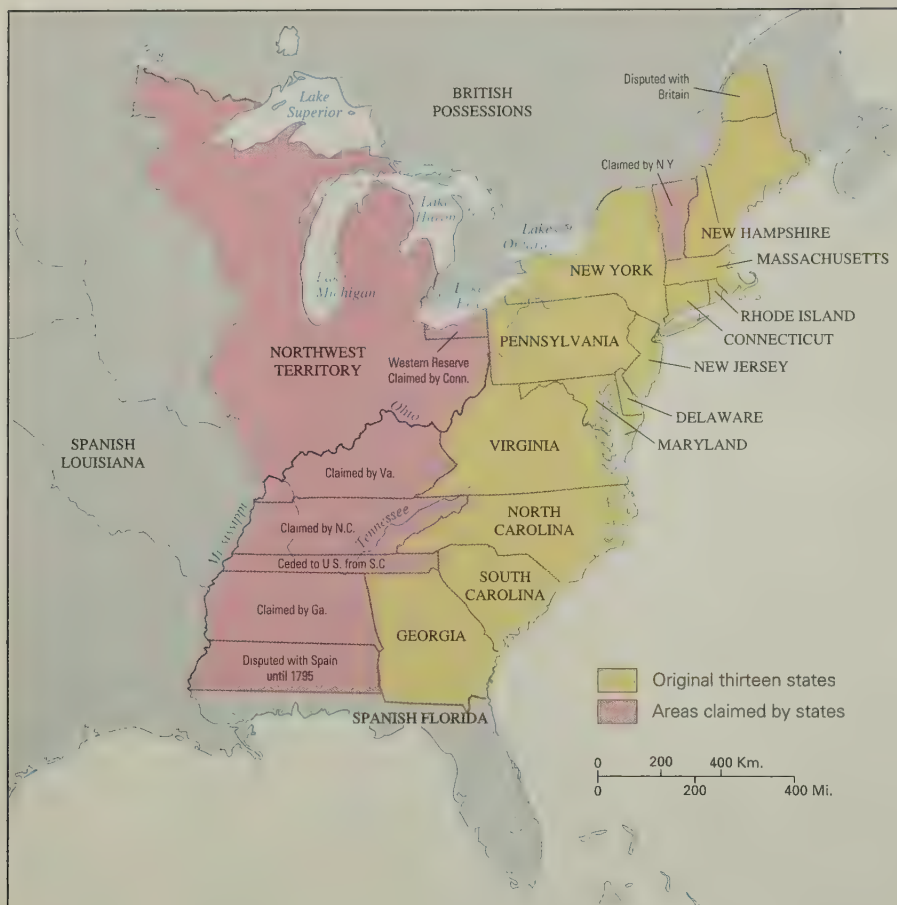 Disputed with
Britain
Lake
Superior
BRITISH
POSSESSIONS
Claimed by N Y
Lake
Lake
NEW HAMPSHIRE
MASSACHUSETTS
NEW YORK
Michigan
RHODE ISLAND
CONNECTICUT
PENNSYLVANIA
NEW JERSEY
NORTHWEST
TERRITORY
Western Reserve
Claimed by Conn.
DELAWARE
MARYLAND
Ohio
SPANISH
LOUISIANA
VIRGINIA
Claimed by Va.
Mississippi
Claimed by N.C.
Tennessee
NORTH
CAROLINA
Ceded to U S. from S.C
SOUTH
CAROLINA
Claimed by Ga.
GEORGIA
Disputed with Spain
until 1795
SPANISH FLORIDA
Original thirteen states
Areas claimed by states
0 200 400 Km.
0 200 400 Mi.